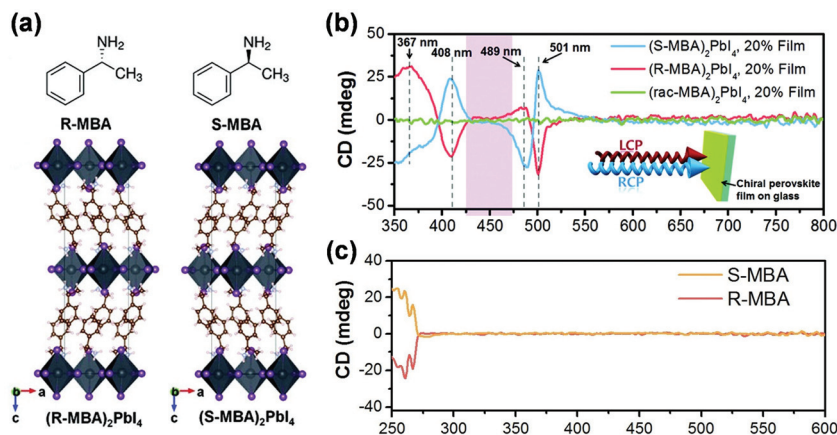 (a)
NH₂
CH₃
R-MBA
NH₂
CH₃
S-MBA
b a
c
(R-MBA)₂PbI₄
b a
c
(S-MBA)₂PbI₄
(b)
CD (mdeg)
50
25
0
-25
-50
367 nm
408 nm
489 nm
501 nm
(S-MBA)₂PbI₄, 20% Film
(R-MBA)₂PbI₄, 20% Film
(rac-MBA)₂PbI₄, 20% Film
LCP
RCP
Chiral perovskite
film on glass
350 400 450 500 550 600 650 700 750 800
(c)
CD (mdeg)
40
20
0
-20
-40
S-MBA
R-MBA
250 300 350 400 450 500 550 600